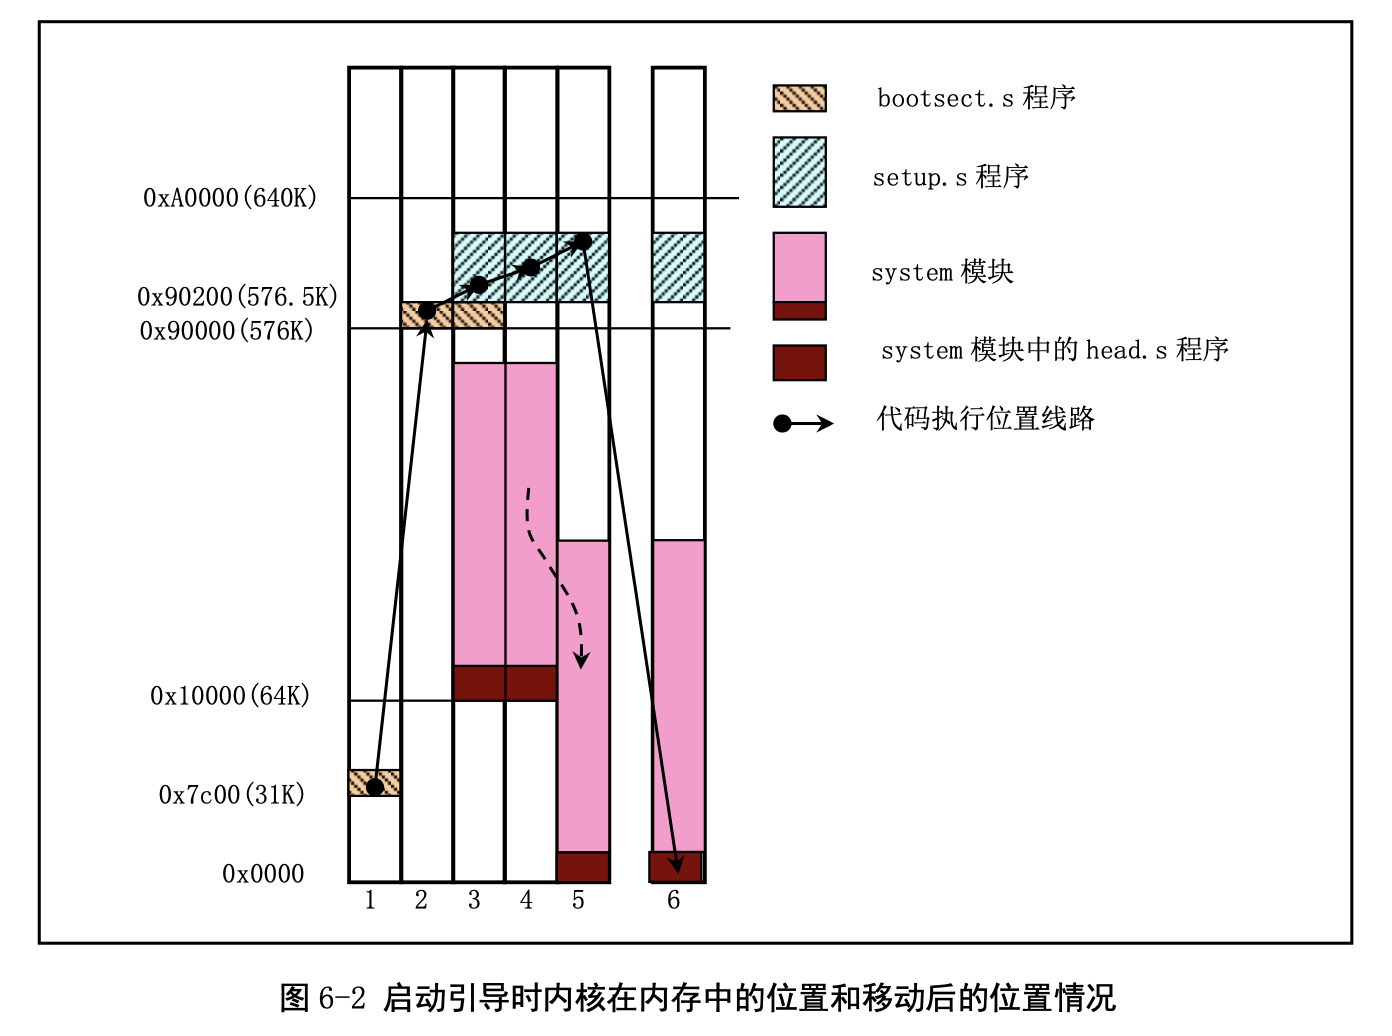 bootsect.s 程序
setup.s 程序
0xA0000(640K)
system 模块
0x90200(576.5K)
0x90000(576K)
system 模块中的 head.s 程序
代码执行位置线路
0x10000(64K)
0x7c00(31K)
0x0000
1 2 3 4 5 6
图 6-2 启动引导时内核在内存中的位置和移动后的位置情况